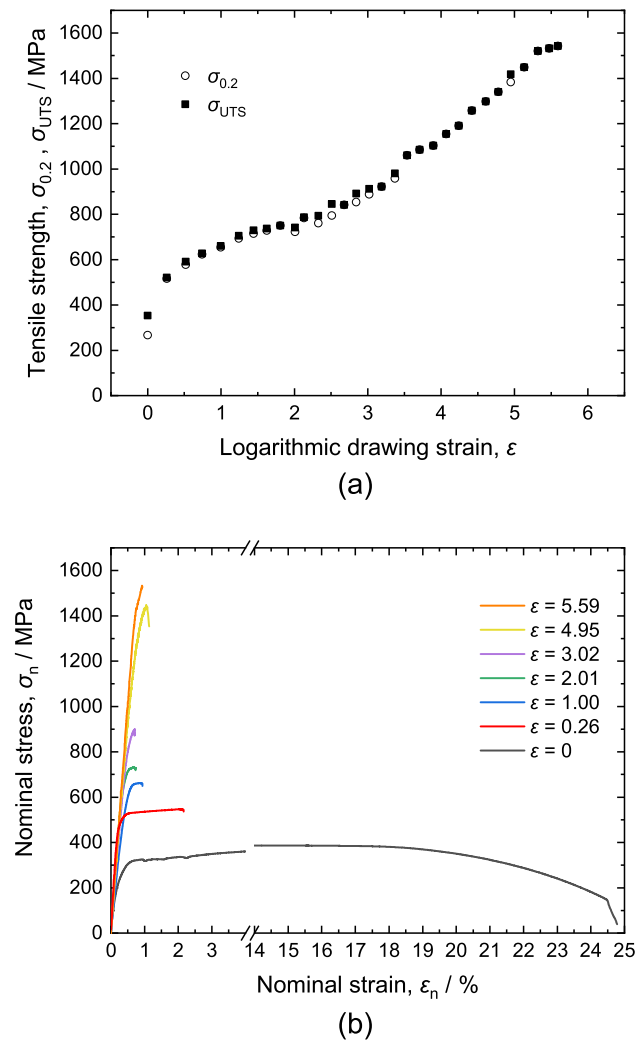 1600
1400
1200
1000
800
600
400
200
0
Tensile strength, σ0.2 , σUTS / MPa
σ0.2
σUTS
0 1 2 3 4 5 6
Logarithmic drawing strain, ε
(a)
1600
1400
1200
1000
800
600
400
200
0
Nominal stress, σn / MPa
ε = 5.59
ε = 4.95
ε = 3.02
ε = 2.01
ε = 1.00
ε = 0.26
ε = 0
0 1 2 3 14 15 16 17 18 19 20 21 22 23 24 25
Nominal strain, εn / %
(b)